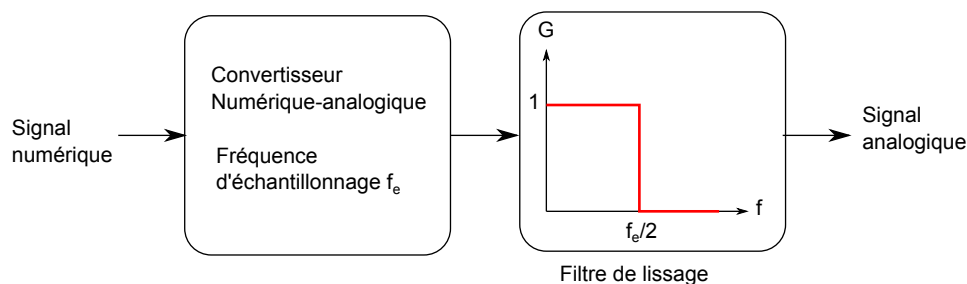 Signal
numérique
Convertisseur
Numérique-analogique
Fréquence
d'échantillonnage fe
G
1
f
fe/2
Filtre de lissage
Signal
analogique